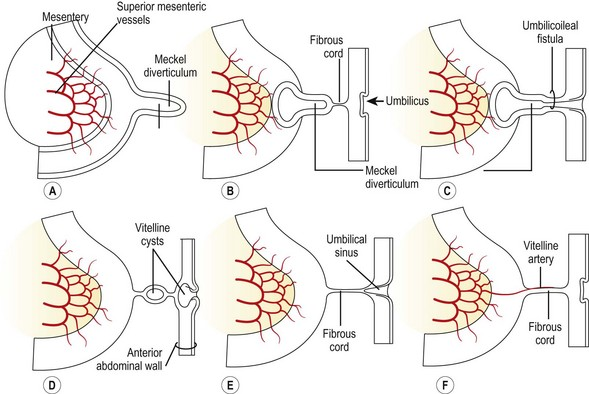 Mesentery
Superior mesenteric
vessels
Meckel
diverticulum
A
Fibrous
cord
Umbilicus
Meckel
diverticulum
B
Umbilicoileal
fistula
C
Vitelline
cysts
Anterior
abdominal wall
D
Umbilical
sinus
Fibrous
cord
E
Vitelline
artery
Fibrous
cord
F